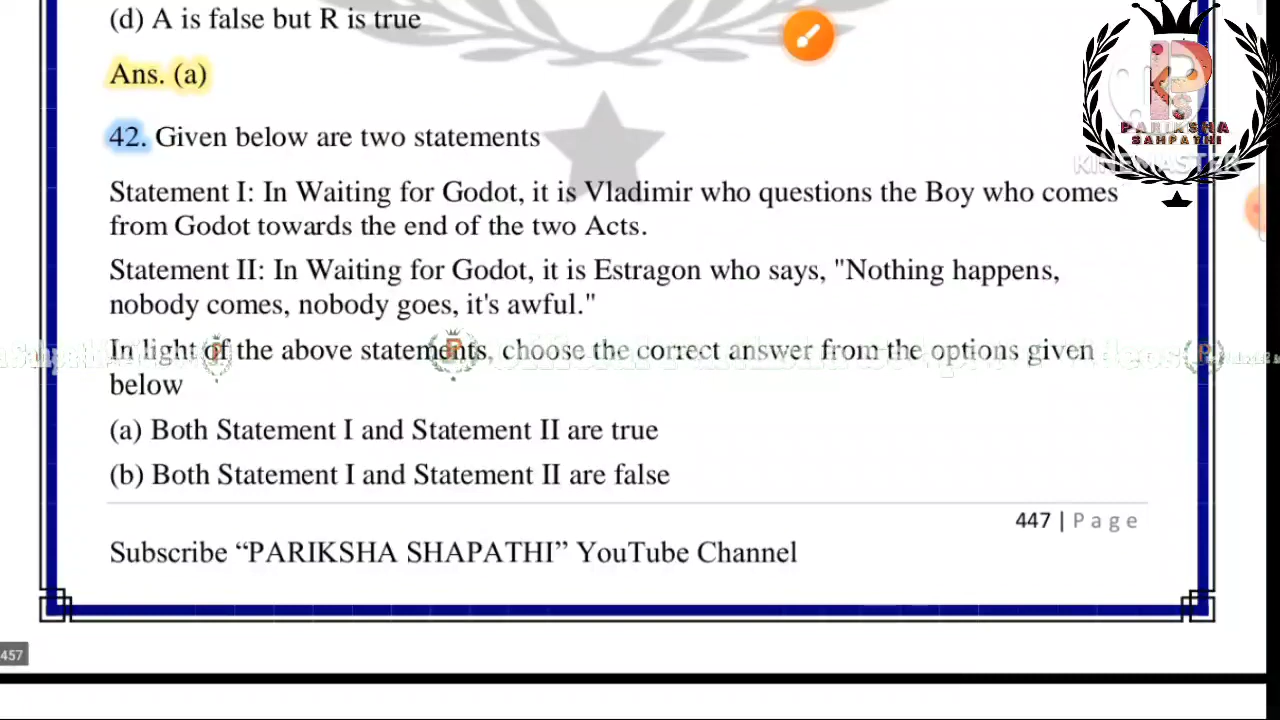 (d) A is false but R is true
Ans. (a)
PARIKSHA
SAHPATHI
KINEMASTER
42. Given below are two statements
Statement I: In Waiting for Godot, it is Vladimir who questions the Boy who comes
from Godot towards the end of the two Acts.
Statement II: In Waiting for Godot, it is Estragon who says, "Nothing happens,
nobody comes, nobody goes, it's awful."
In light of the above statements, choose the correct answer from the options given
below
(a) Both Statement I and Statement II are true
(b) Both Statement I and Statement II are false
447 | Page
Subscribe “PARIKSHA SHAPATHI” YouTube Channel
457